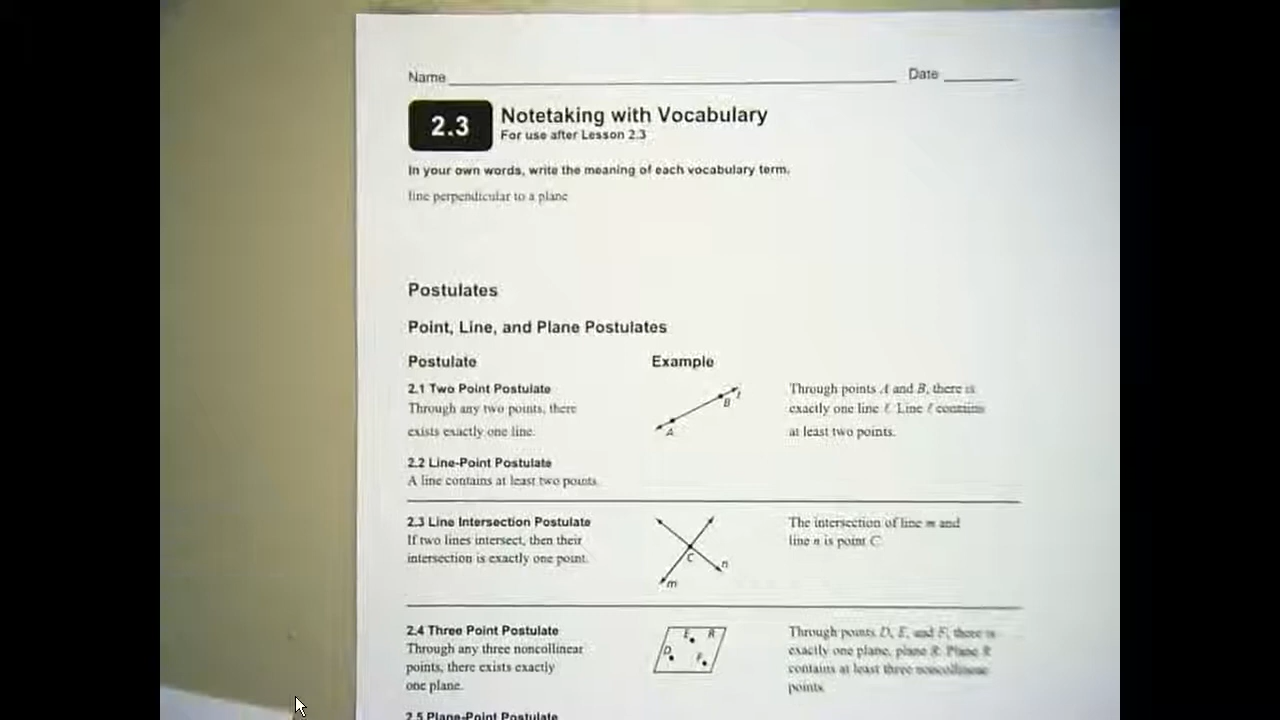 Name
Date
2.3
Notetaking with Vocabulary
For use after Lesson 2.3
In your own words, write the meaning of each vocabulary term.
line perpendicular to a plane
Postulates
Point, Line, and Plane Postulates
Postulate
Example
2.1 Two Point Postulate
Through any two points, there
exists exactly one line.
A
B
ℓ
Through points A and B, there is
exactly one line ℓ. Line ℓ contains
at least two points.
2.2 Line-Point Postulate
A line contains at least two points.
2.3 Line Intersection Postulate
If two lines intersect, then their
intersection is exactly one point.
C
n
m
The intersection of line m and
line n is point C.
2.4 Three Point Postulate
Through any three noncollinear
points, there exists exactly
one plane.
E R
D
F
Through points D, E, and F, there is
exactly one plane, plane R. Plane R
contains at least three noncollinear
points.
2.5 Plane-Point Postulate